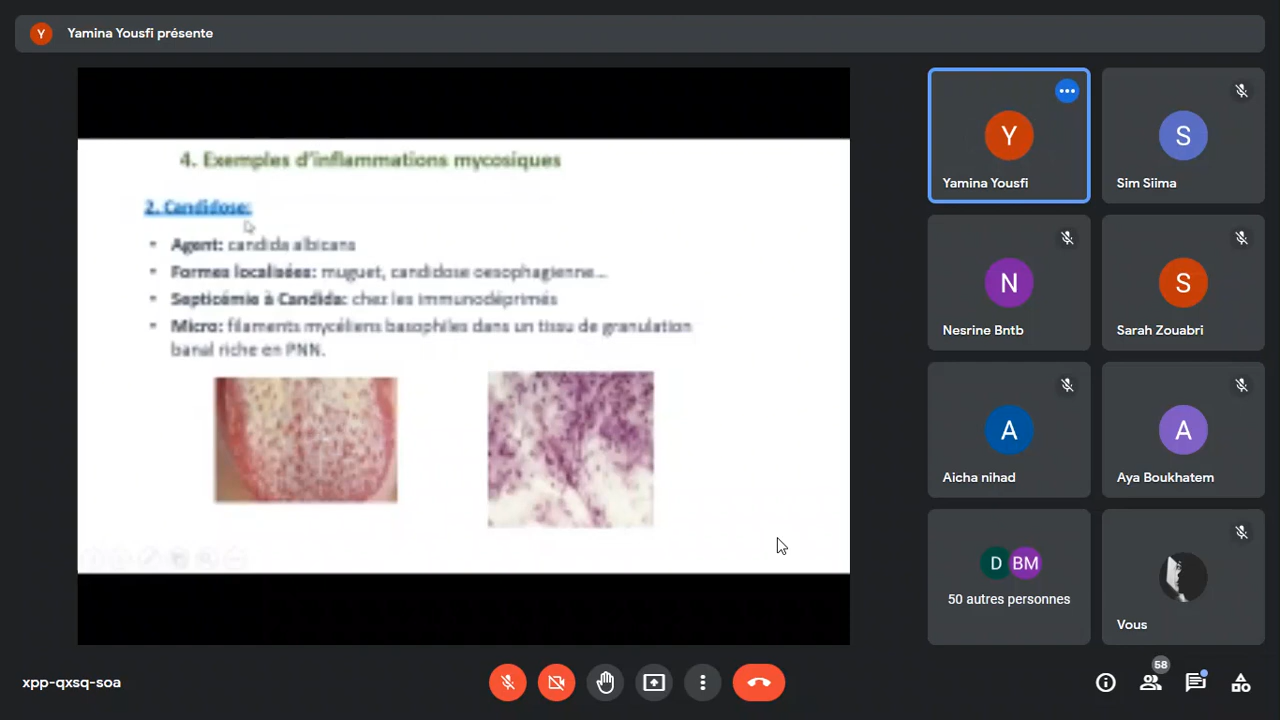 Y Yamina Yousfi présente
4. Exemples d'inflammations mycosiques
2. Candidose:
• Agent: candida albicans
• Formes localisées: muguet, candidose oesophagienne...
• Septicémie à Candida: chez les immunodéprimés
• Micro: filaments mycéliens basophiles dans un tissu de granulation
banal riche en PNN.
Y
Yamina Yousfi
S
Sim Siima
N
Nesrine Bntb
S
Sarah Zouabri
A
Aicha nihad
A
Aya Boukhatem
D BM
50 autres personnes
Vous
xpp-qxsq-soa
58